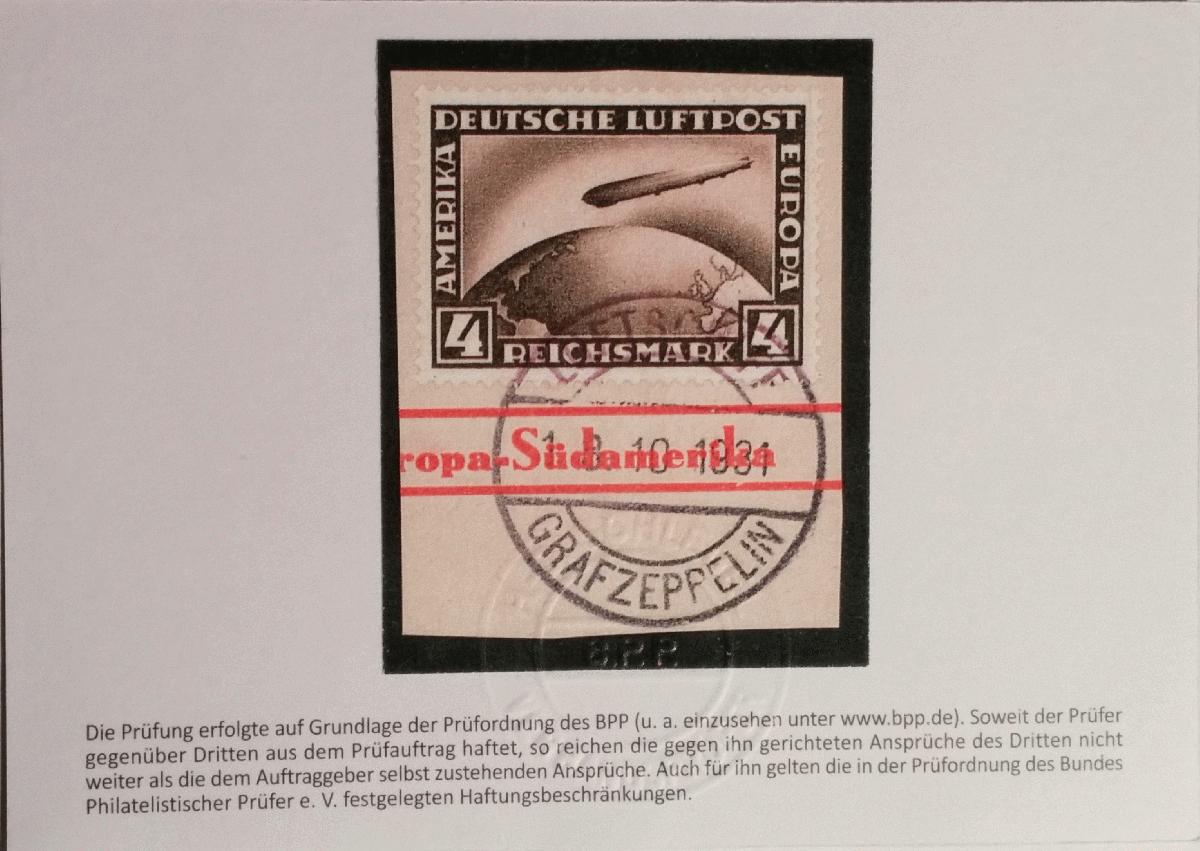 DEUTSCHE LUFTPOST
AMERIKA
EUROPA
4
REICHSMARK
4
LUFTSCHIFF
ropa-Südamerika
18 10 1931
GRAFZEPPELIN
BPP
Die Prüfung erfolgte auf Grundlage der Prüfordnung des BPP (u. a. einzusehen unter www.bpp.de). Soweit der Prüfer
gegenüber Dritten aus dem Prüfauftrag haftet, so reichen die gegen ihn gerichteten Ansprüche des Dritten nicht
weiter als die dem Auftraggeber selbst zustehenden Ansprüche. Auch für ihn gelten die in der Prüfordnung des Bundes
Philatelistischer Prüfer e. V. festgelegten Haftungsbeschränkungen.